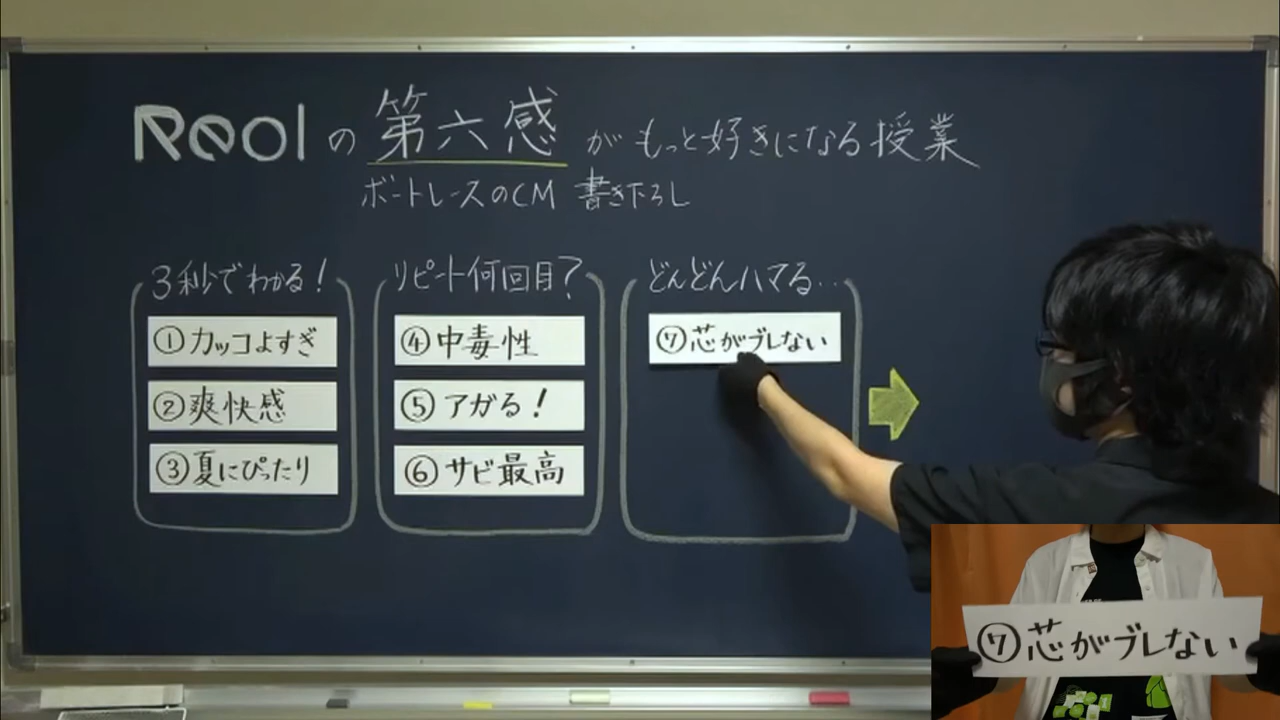 Reolの第六感がもっと好きになる授業
ボートレースのCM 書き下ろし
3秒でわかる!
①カッコよすぎ
②爽快感
③夏にぴったり
リピート何回目?
④中毒性
⑤アガる!
⑥サビ最高
どんどんハマる…
⑦芯がブレない
⑦芯がブレない